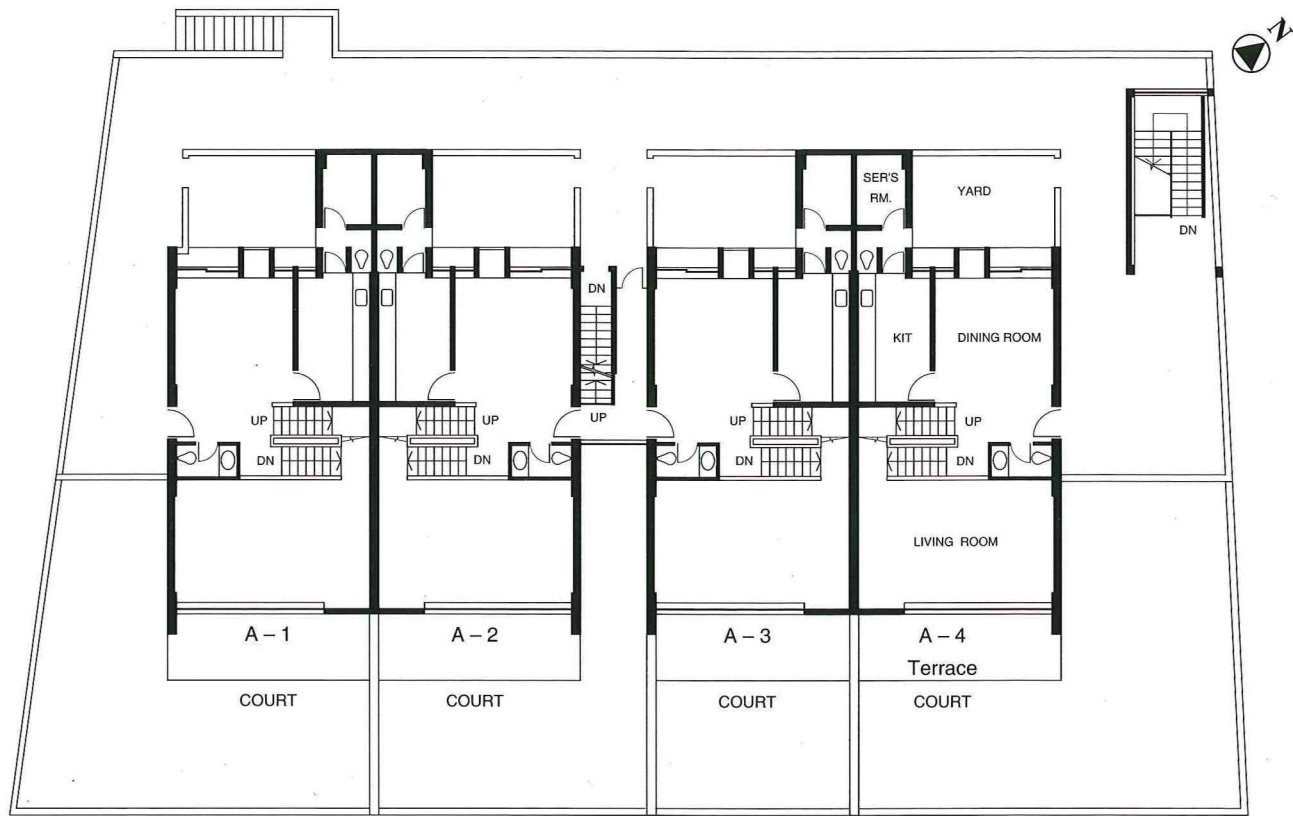 N
SER'S
RM.
YARD
DN
DN
KIT
DINING ROOM
UP
UP
UP
UP
UP
DN
DN
DN
DN
LIVING ROOM
A – 1
A – 2
A – 3
A – 4
Terrace
COURT
COURT
COURT
COURT